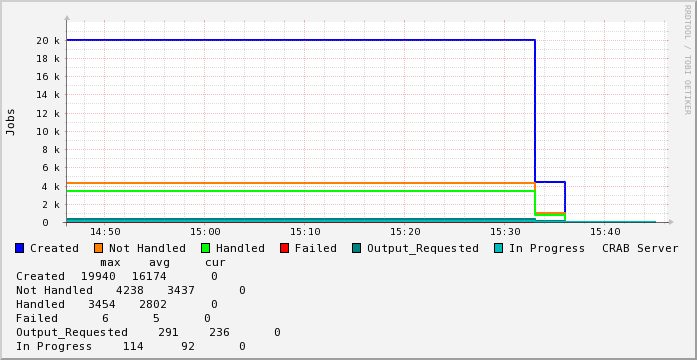 RRDTOOL / TOBI OETIKER
Jobs
20 k
18 k
16 k
14 k
12 k
10 k
8 k
6 k
4 k
2 k
0
14:50 15:00 15:10 15:20 15:30 15:40
Created Not Handled Handled Failed Output_Requested In Progress CRAB Server
max avg cur
Created 19940 16174 0
Not Handled 4238 3437 0
Handled 3454 2802 0
Failed 6 5 0
Output_Requested 291 236 0
In Progress 114 92 0